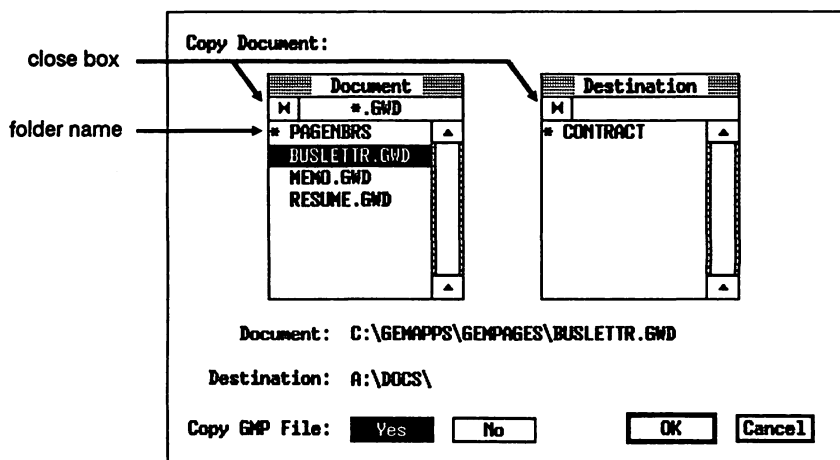 Copy Document:
close box
Document Destination
*.GWD
folder name * PAGENBRS * CONTRACT
BUSLETTR.GWD
MEMO.GWD
RESUME.GWD
Document: C:\GEMAPPS\GEMPAGES\BUSLETTR.GWD
Destination: A:\DOCS\
Copy GMP File: Yes No OK Cancel